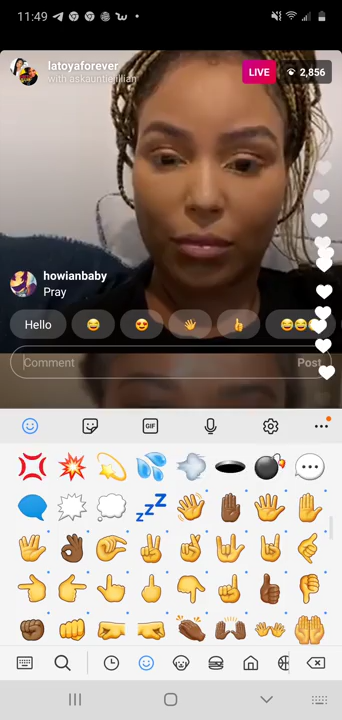 11:49
latoyaforever
with askauntielillian
LIVE
2,856
howianbaby
Pray
Hello
Comment
Post
GIF